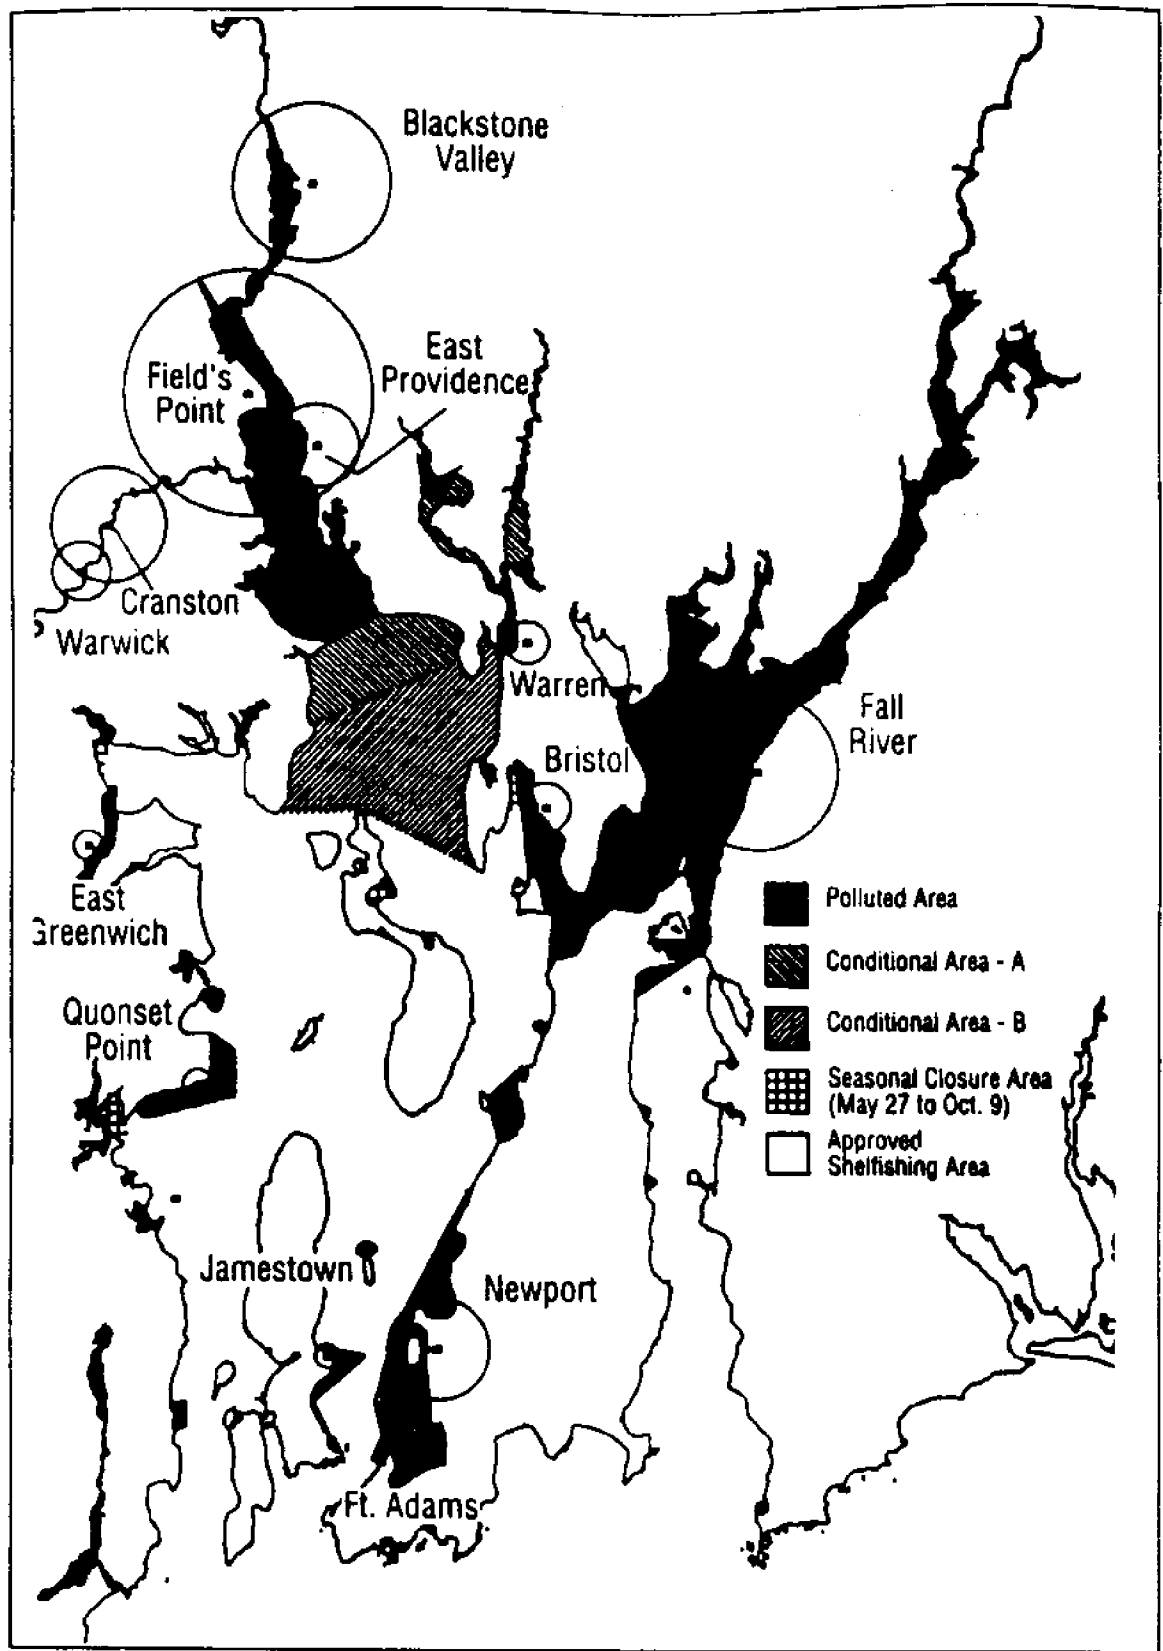 Blackstone
Valley
East
Providence
Field's
Point
Cranston
Warwick
Warren
Fall
River
Bristol
East
Greenwich
Quonset
Point
Polluted Area
Conditional Area - A
Conditional Area - B
Seasonal Closure Area
(May 27 to Oct. 9)
Approved
Shelfishing Area
Jamestown
Newport
Ft. Adams